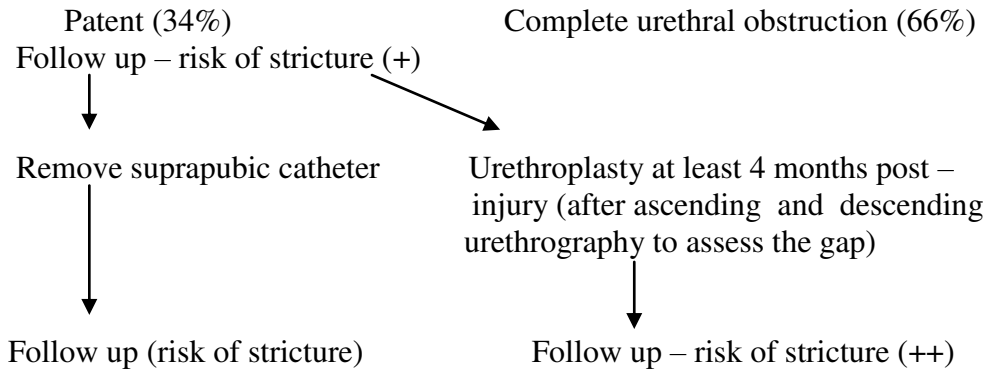 Patent (34%)
Complete urethral obstruction (66%)
Follow up – risk of stricture (+)
Remove suprapubic catheter
Urethroplasty at least 4 months post –
injury (after ascending and descending
urethrography to assess the gap)
Follow up (risk of stricture)
Follow up – risk of stricture (++)